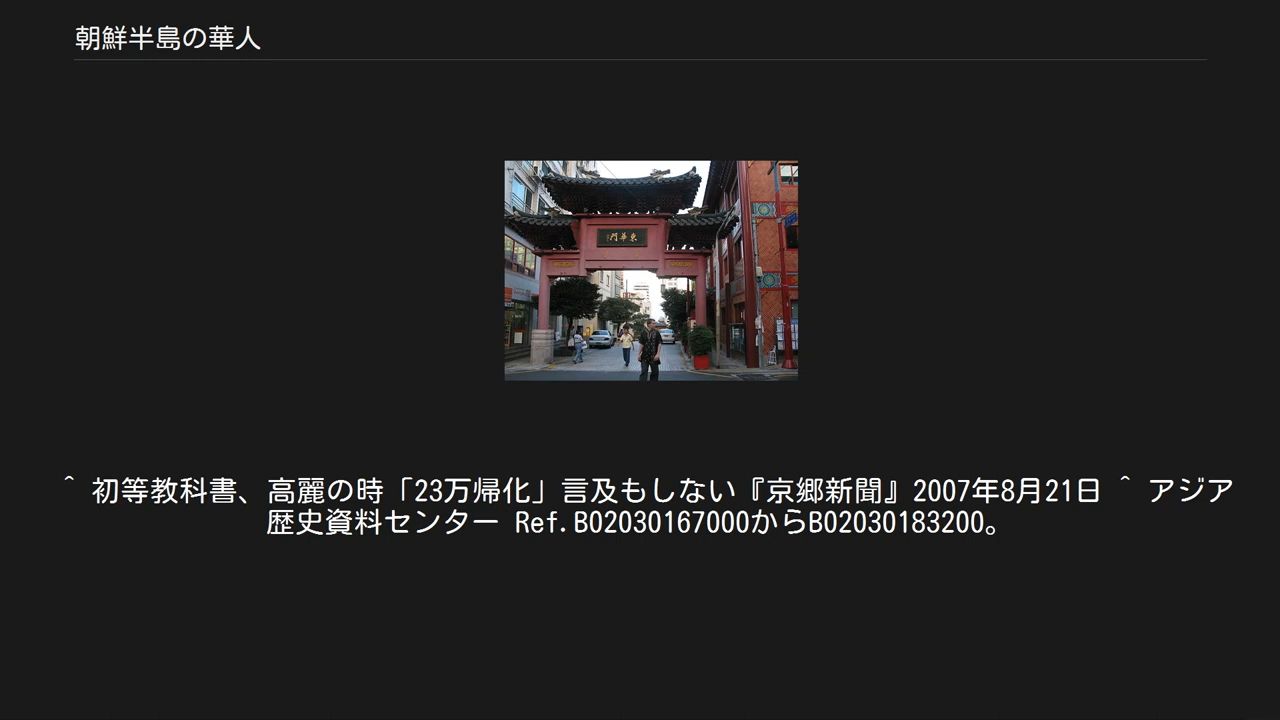 朝鮮半島の華人
東華門
^ 初等教科書、高麗の時「23万帰化」言及もしない『京郷新聞』2007年8月21日 ^ アジア
歴史資料センター Ref.B02030167000からB02030183200。